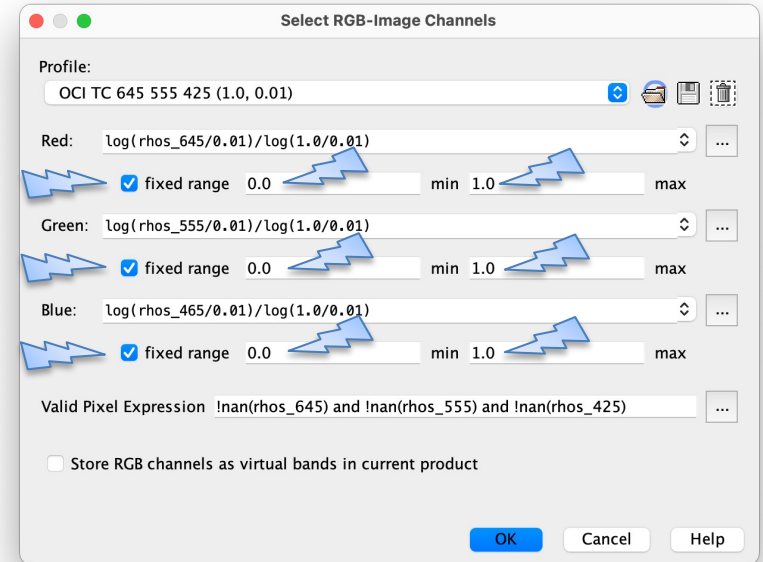 Select RGB-Image Channels
Profile:
OCI TC 645 555 425 (1.0, 0.01)
Red: log(rhos_645/0.01)/log(1.0/0.01) ...
fixed range 0.0 min 1.0 max
Green: log(rhos_555/0.01)/log(1.0/0.01) ...
fixed range 0.0 min 1.0 max
Blue: log(rhos_465/0.01)/log(1.0/0.01) ...
fixed range 0.0 min 1.0 max
Valid Pixel Expression !nan(rhos_645) and !nan(rhos_555) and !nan(rhos_425) ...
Store RGB channels as virtual bands in current product
OK Cancel Help